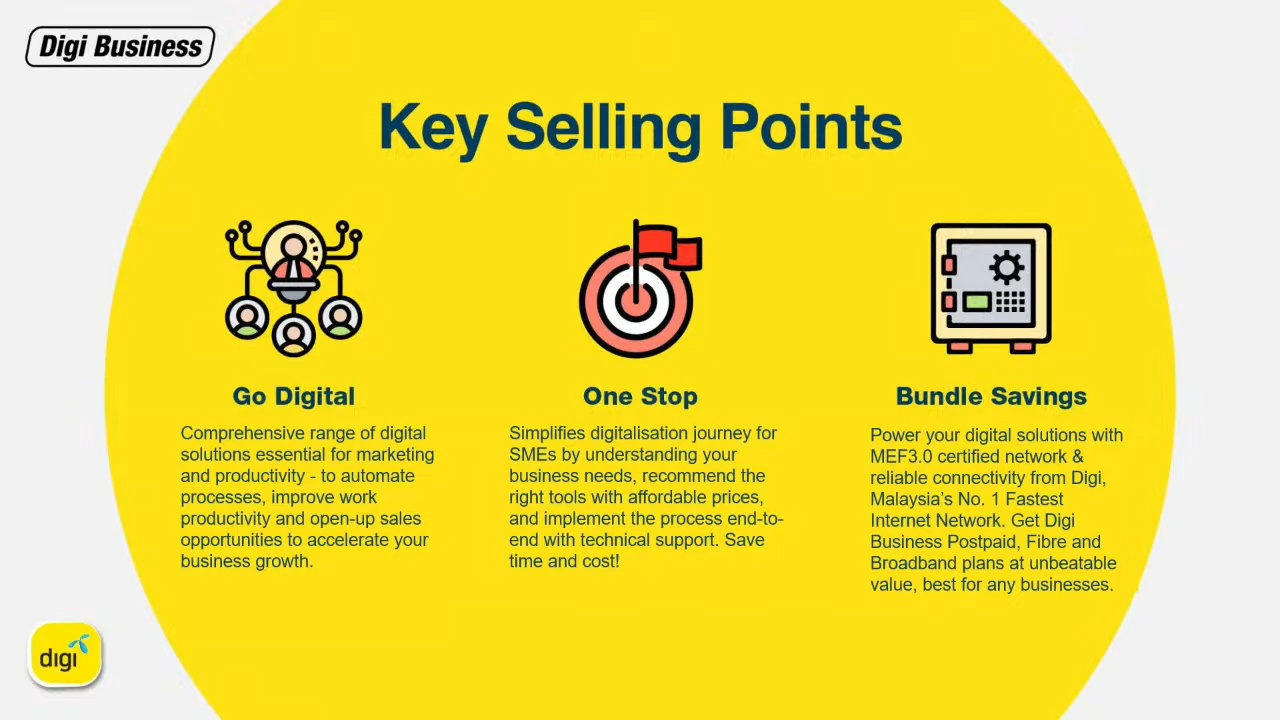 Digi Business
Key Selling Points
Go Digital
Comprehensive range of digital
solutions essential for marketing
and productivity - to automate
processes, improve work
productivity and open-up sales
opportunities to accelerate your
business growth.
One Stop
Simplifies digitalisation journey for
SMEs by understanding your
business needs, recommend the
right tools with affordable prices,
and implement the process end-to-
end with technical support. Save
time and cost!
Bundle Savings
Power your digital solutions with
MEF3.0 certified network &
reliable connectivity from Digi,
Malaysia’s No. 1 Fastest
Internet Network. Get Digi
Business Postpaid, Fibre and
Broadband plans at unbeatable
value, best for any businesses.
digi